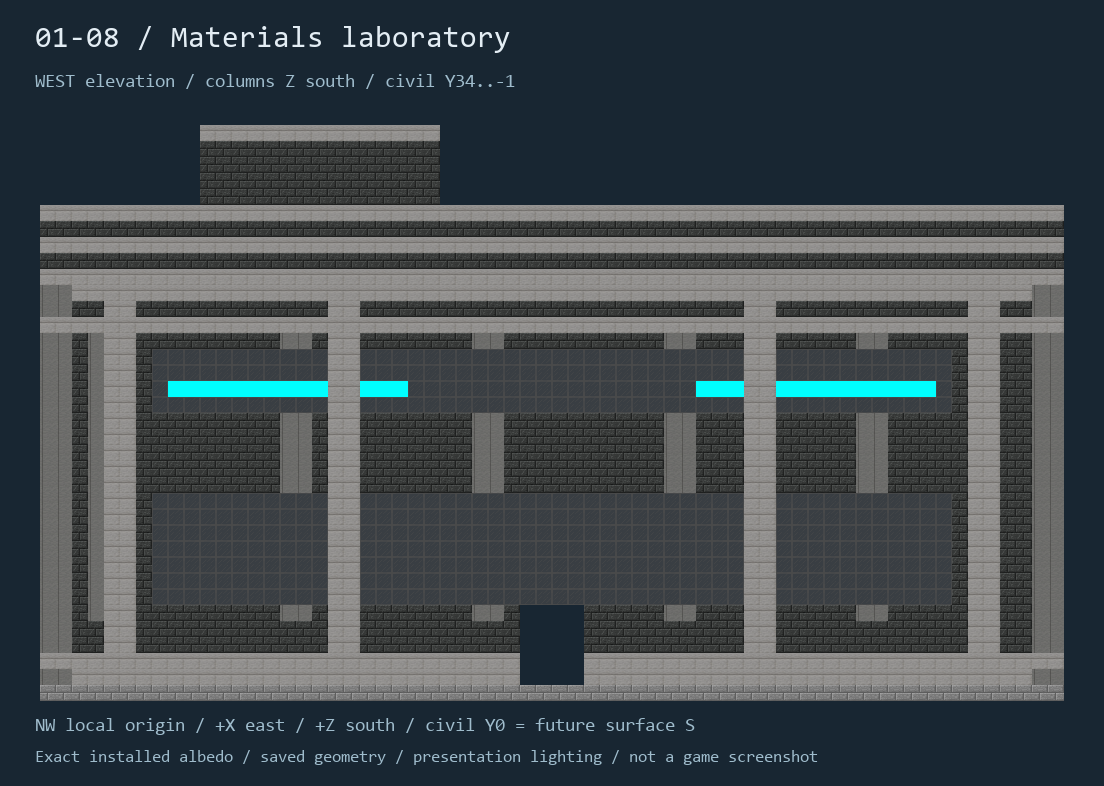 01-08 / Materials laboratory
WEST elevation / columns Z south / civil Y34..-1
NW local origin / +X east / +Z south / civil Y0 = future surface S
Exact installed albedo / saved geometry / presentation lighting / not a game screenshot